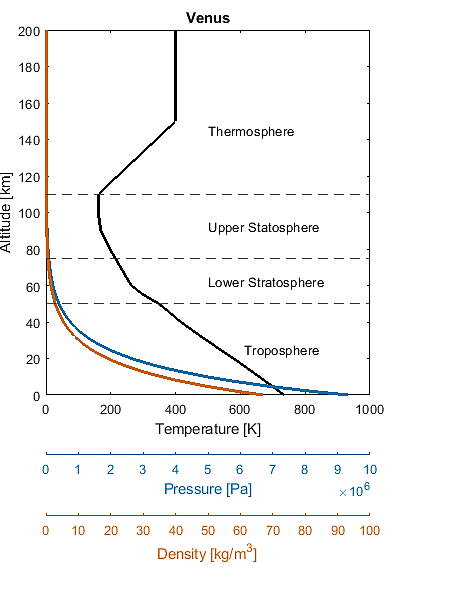 Venus
200
180
160
140
120
100
80
60
40
20
0
Altitude [km]
Thermosphere
Upper Statosphere
Lower Stratosphere
Troposphere
0 200 400 600 800 1000
Temperature [K]
0 1 2 3 4 5 6 7 8 9 10
Pressure [Pa] ×10⁶
0 10 20 30 40 50 60 70 80 90 100
Density [kg/m³]